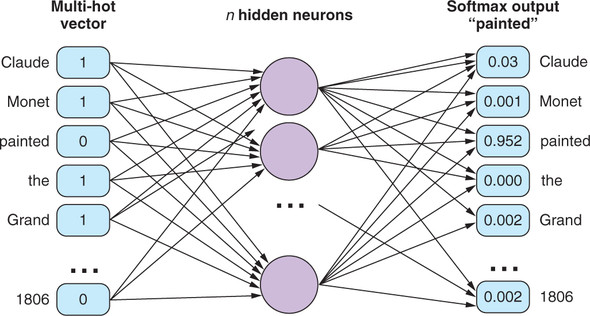 Multi-hot
vector
n hidden neurons
Softmax output
“painted”
Claude 1
Monet 1
painted 0
the 1
Grand 1
...
1806 0
...
0.03 Claude
0.001 Monet
0.952 painted
0.000 the
0.002 Grand
...
0.002 1806